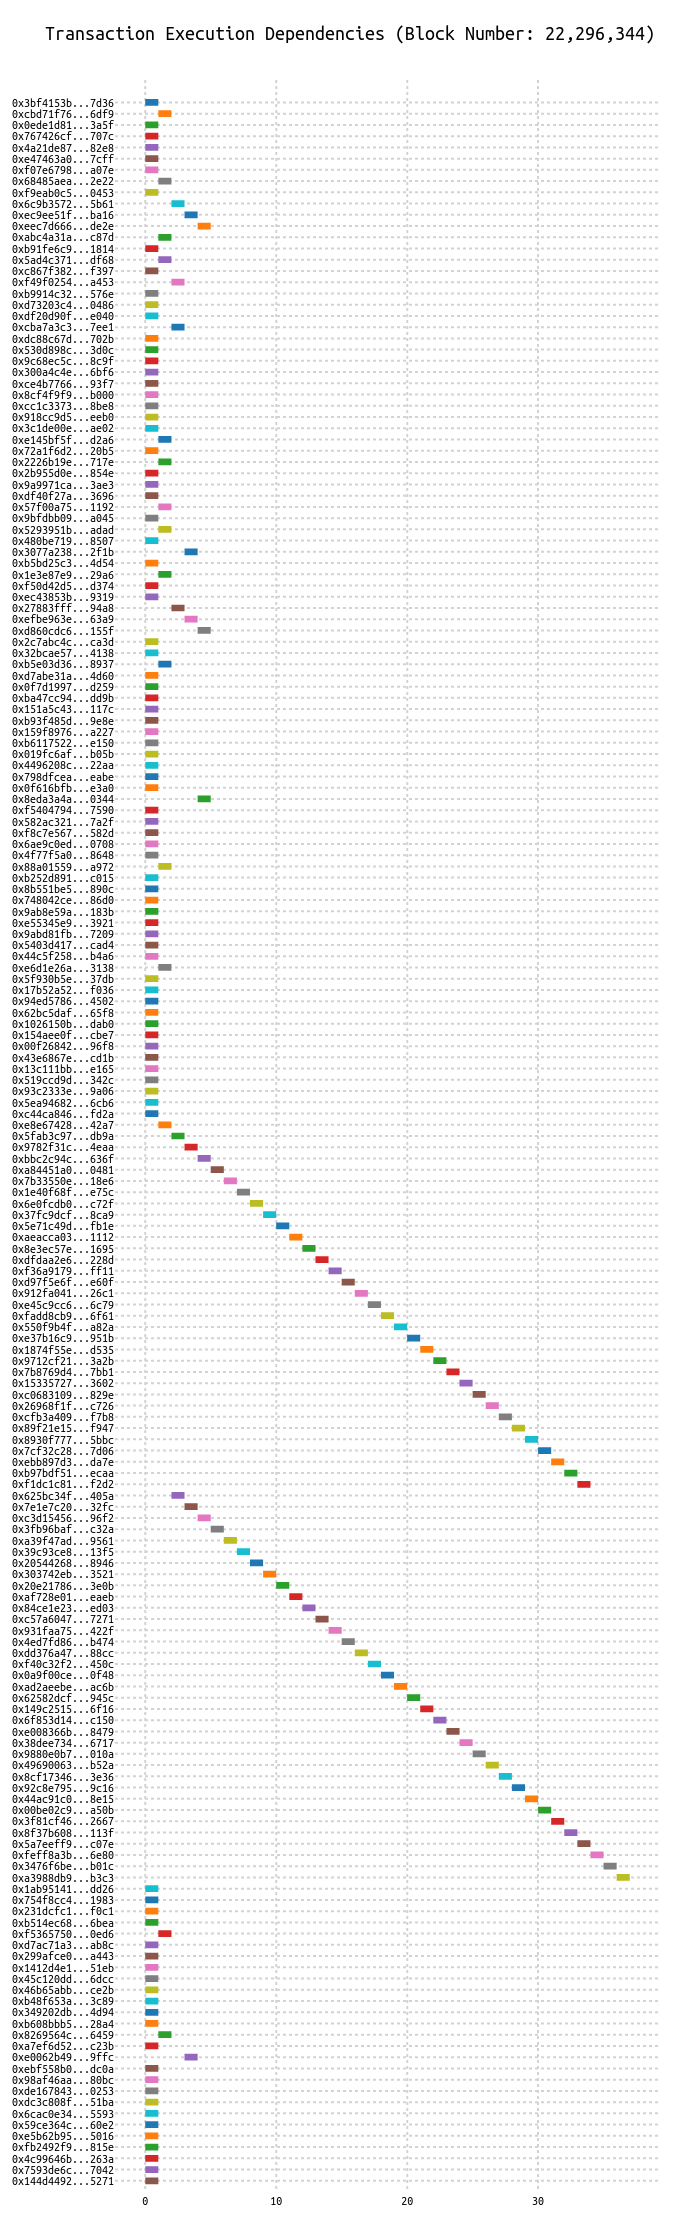 Transaction Execution Dependencies (Block Number: 22,296,344)
0x3bf4153b...7d36
0xcbd71f76...6df9
0x0ede1d81...3a5f
0x767426cf...707c
0x4a21de87...82e8
0xe47463a0...7cff
0xf07e6798...a07e
0x68485aea...2e22
0xf9eab0c5...0453
0x6c9b3572...5b61
0xec9ee51f...ba16
0xeec7d666...de2e
0xabc4a31a...c87d
0xb91fe6c9...1814
0x5ad4c371...df68
0xc867f382...f397
0xf49f0254...a453
0xb9914c32...576e
0xd73203c4...0486
0xdf20d90f...e040
0xcba7a3c3...7ee1
0xdc88c67d...702b
0x530d898c...3d0c
0x9c68ec5c...8c9f
0x300a4c4e...6bf6
0xce4b7766...93f7
0x8cf4f9f9...b000
0xcc1c3373...8be8
0x918cc9d5...eeb0
0x3c1de00e...ae02
0xe145bf5f...d2a6
0x72a1f6d2...20b5
0x2226b19e...717e
0x2b955d0e...854e
0x9a9971ca...3ae3
0xdf40f27a...3696
0x57f00a75...1192
0x9bfdbb09...a045
0x5293951b...adad
0x480be719...8507
0x3077a238...2f1b
0xb5bd25c3...4d54
0x1e3e87e9...29a6
0xf50d42d5...d374
0xec43853b...9319
0x27883fff...94a8
0xefbe963e...63a9
0xd860cdc6...155f
0x2c7abc4c...ca3d
0x32bcae57...4138
0xb5e03d36...8937
0xd7abe31a...4d60
0x0f7d1997...d259
0xba47cc94...dd9b
0x151a5c43...117c
0xb93f485d...9e8e
0x159f8976...a227
0xb6117522...e150
0x019fc6af...b05b
0x4496208c...22aa
0x798dfcea...eabe
0x0f616bfb...e3a0
0x8eda3a4a...0344
0xf5404794...7590
0x582ac321...7a2f
0xf8c7e567...582d
0x6ae9c0ed...0708
0x4f77f5a0...8648
0x88a01559...a972
0xb252d891...c015
0x8b551be5...890c
0x748042ce...86d0
0x9ab8e59a...183b
0xe55345e9...3921
0x9abd81fb...7209
0x5403d417...cad4
0x44c5f258...b4a6
0xe6d1e26a...3138
0x5f930b5e...37db
0x17b52a52...f036
0x94ed5786...4502
0x62bc5daf...65f8
0x1026150b...dab0
0x154aee0f...cbe7
0x00f26842...96f8
0x43e6867e...cd1b
0x13c111bb...e165
0x519ccd9d...342c
0x93c2333e...9a06
0x5ea94682...6cb6
0xc44ca846...fd2a
0xe8e67428...42a7
0x5fab3c97...db9a
0x9782f31c...4eaa
0xbbc2c94c...636f
0xa84451a0...0481
0x7b33550e...18e6
0x1e40f68f...e75c
0x6e0fcdb0...c72f
0x37fc9dcf...8ca9
0x5e71c49d...fb1e
0xaeacca03...1112
0x8e3ec57e...1695
0xdfdaa2e6...228d
0xf36a9179...ff11
0xd97f5e6f...e60f
0x912fa041...26c1
0xe45c9cc6...6c79
0xfadd8cb9...6f61
0x550f9b4f...a82a
0xe37b16c9...951b
0x1874f55e...d535
0x9712cf21...3a2b
0x7b8769d4...7bb1
0x15335727...3602
0xc0683109...829e
0x26968f1f...c726
0xcfb3a409...f7b8
0x89f21e15...f947
0x8930f777...5bbc
0x7cf32c28...7d06
0xebb897d3...da7e
0xb97bdf51...ecaa
0xf1dc1c81...f2d2
0x625bc34f...405a
0x7e1e7c20...32fc
0xc3d15456...96f2
0x3fb96baf...c32a
0xa39f47ad...9561
0x39c93ce8...13f5
0x20544268...8946
0x303742eb...3521
0x20e21786...3e0b
0xaf728e01...eaeb
0x84ce1e23...ed03
0xc57a6047...7271
0x931faa75...422f
0x4ed7fd86...b474
0xdd376a47...88cc
0xf40c32f2...450c
0x0a9f00ce...0f48
0xad2aeebe...ac6b
0x62582dcf...945c
0x149c2515...6f16
0x6f853d14...c150
0xe008366b...8479
0x38dee734...6717
0x9880e0b7...010a
0x49690063...b52a
0x8cf17346...3e36
0x92c8e795...9c16
0x44ac91c0...8e15
0x00be02c9...a50b
0x3f81cf46...2667
0x8f37b608...113f
0x5a7eeff9...c07e
0xfeff8a3b...6e80
0x3476f6be...b01c
0xa3988db9...b3c3
0x1ab95141...dd26
0x754f8cc4...1983
0x231dcfc1...f0c1
0xb514ec68...6bea
0xf5365750...0ed6
0xd7ac71a3...ab8c
0x299afce0...a443
0x1412d4e1...51eb
0x45c120dd...6dcc
0x46b65abb...ce2b
0xb48f653a...3c89
0x349202db...4d94
0xb608bbb5...28a4
0x8269564c...6459
0xa7ef6d52...c23b
0xe0062b49...9ffc
0xebf558b0...dc0a
0x98af46aa...80bc
0xde167843...0253
0xdc3c808f...51ba
0x6cac0e34...5593
0x59ce364c...60e2
0xe5b62b95...5016
0xfb2492f9...815e
0x4c99646b...263a
0x7593de6c...7042
0x144d4492...5271
0 10 20 30